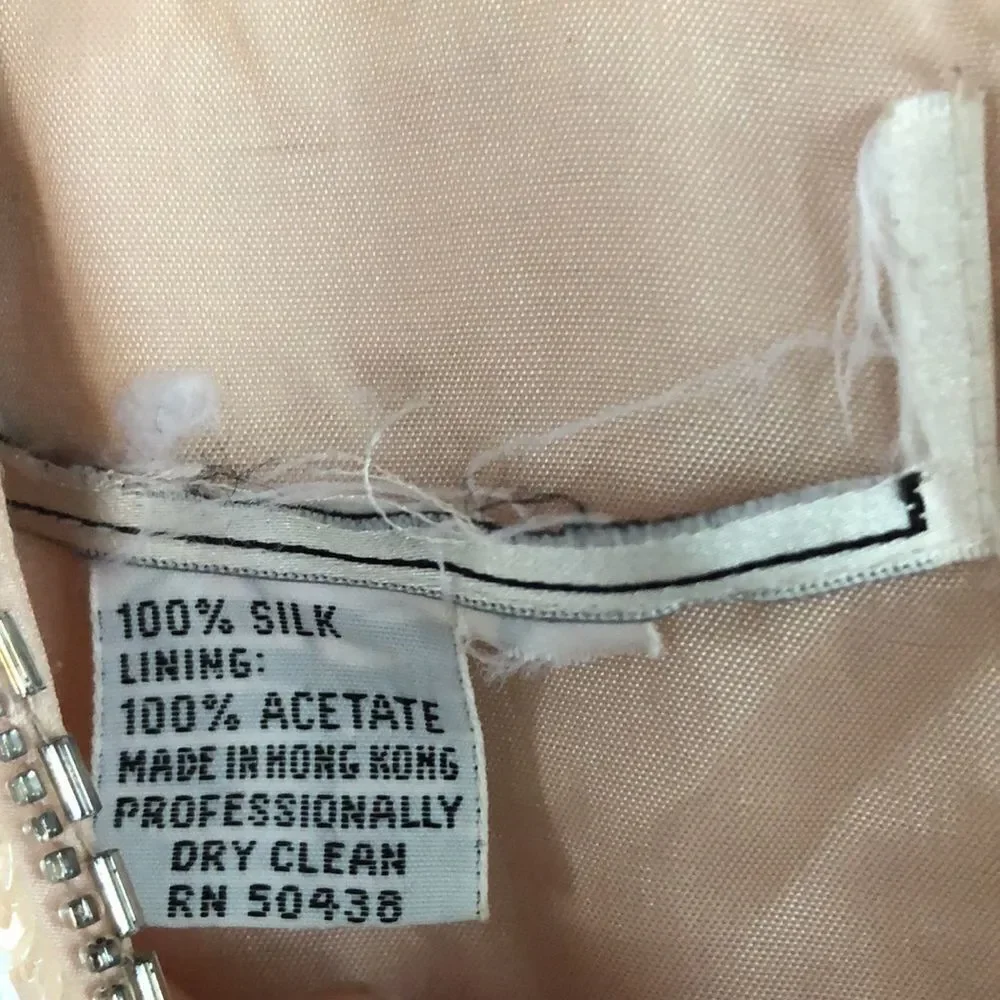 100% SILK
LINING:
100% ACETATE
MADE IN HONG KONG
PROFESSIONALLY
DRY CLEAN
RN 50438